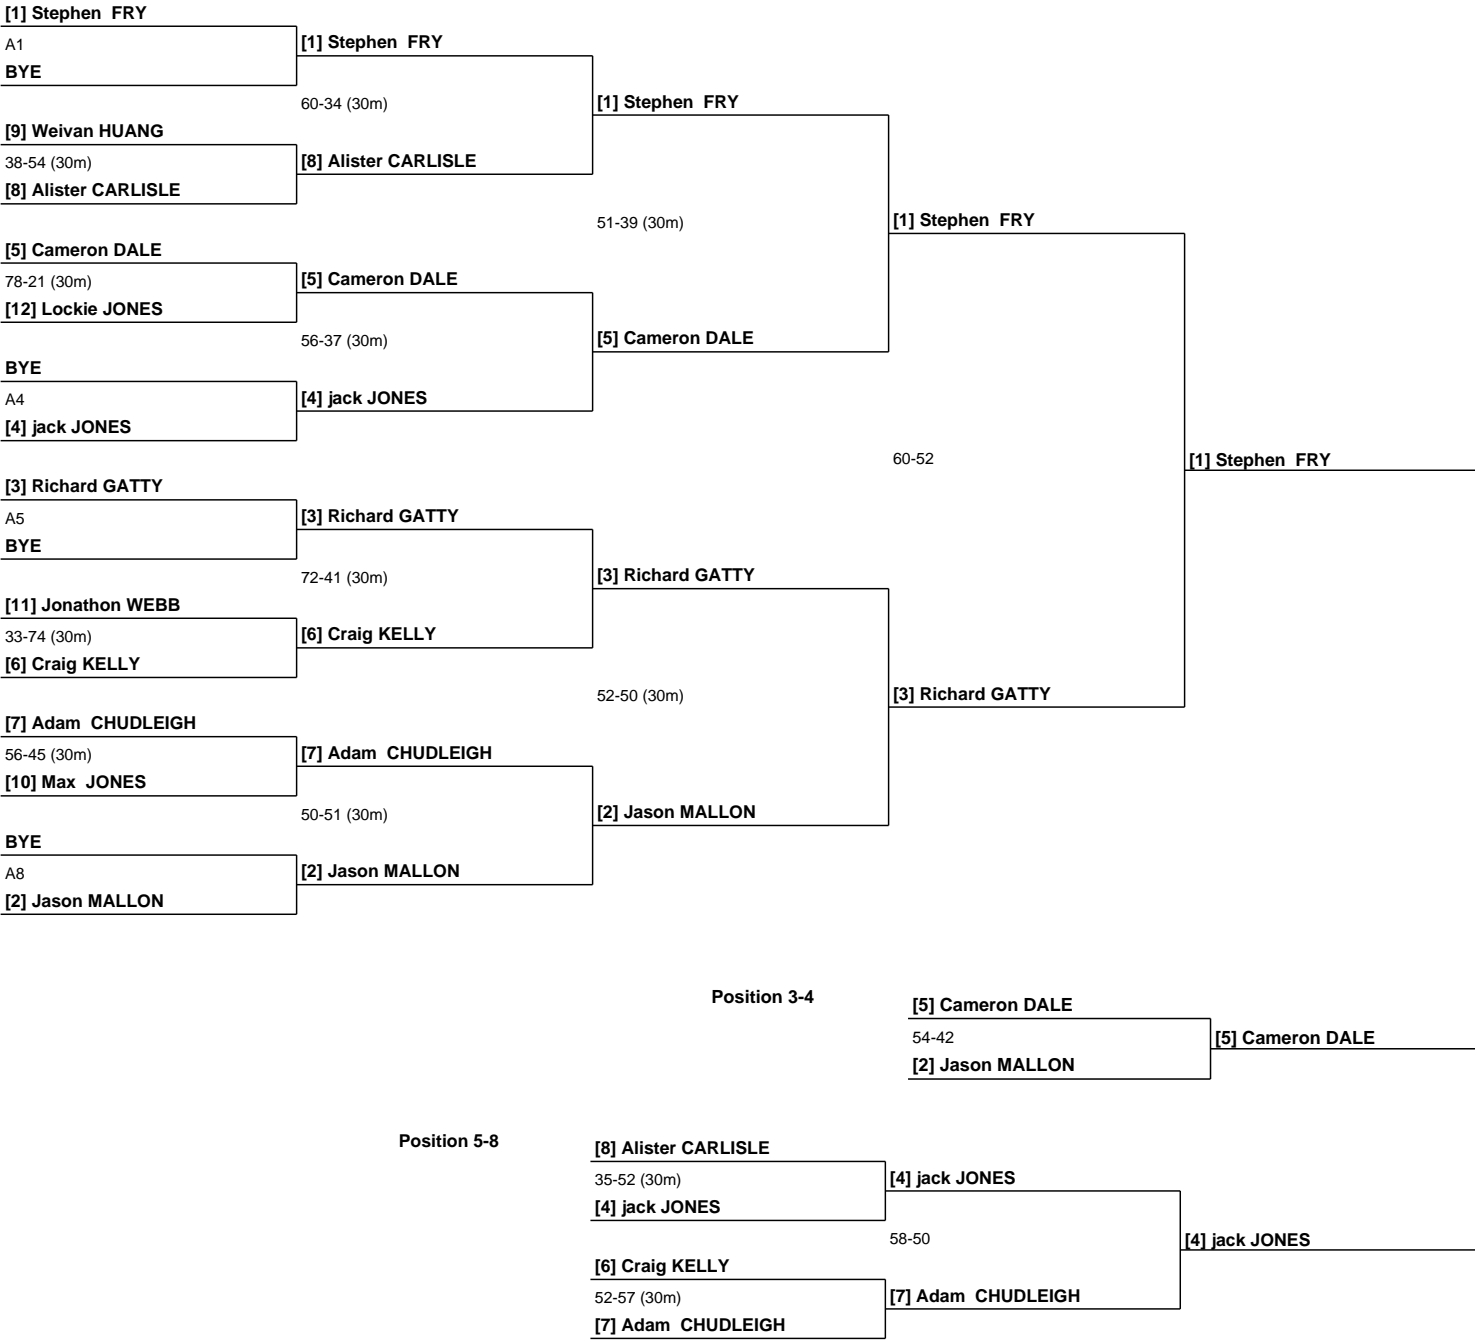 [1] Stephen  FRY
A1
BYE
[9] Weivan HUANG
38-54 (30m)
[8] Alister CARLISLE
[5] Cameron DALE
78-21 (30m)
[12] Lockie JONES
BYE
A4
[4] jack JONES
[3] Richard GATTY
A5
BYE
[11] Jonathon WEBB
33-74 (30m)
[6] Craig KELLY
[7] Adam  CHUDLEIGH
56-45 (30m)
[10] Max  JONES
BYE
A8
[2] Jason MALLON
[1] Stephen  FRY
60-34 (30m)
[8] Alister CARLISLE
[5] Cameron DALE
56-37 (30m)
[4] jack JONES
[3] Richard GATTY
72-41 (30m)
[6] Craig KELLY
[7] Adam  CHUDLEIGH
50-51 (30m)
[2] Jason MALLON
[1] Stephen  FRY
51-39 (30m)
[5] Cameron DALE
[3] Richard GATTY
52-50 (30m)
[2] Jason MALLON
[1] Stephen  FRY
60-52
[3] Richard GATTY
[1] Stephen  FRY
Position 3-4
[5] Cameron DALE
54-42
[2] Jason MALLON
[5] Cameron DALE
Position 5-8
[8] Alister CARLISLE
35-52 (30m)
[4] jack JONES
[6] Craig KELLY
52-57 (30m)
[7] Adam  CHUDLEIGH
[4] jack JONES
58-50
[7] Adam  CHUDLEIGH
[4] jack JONES